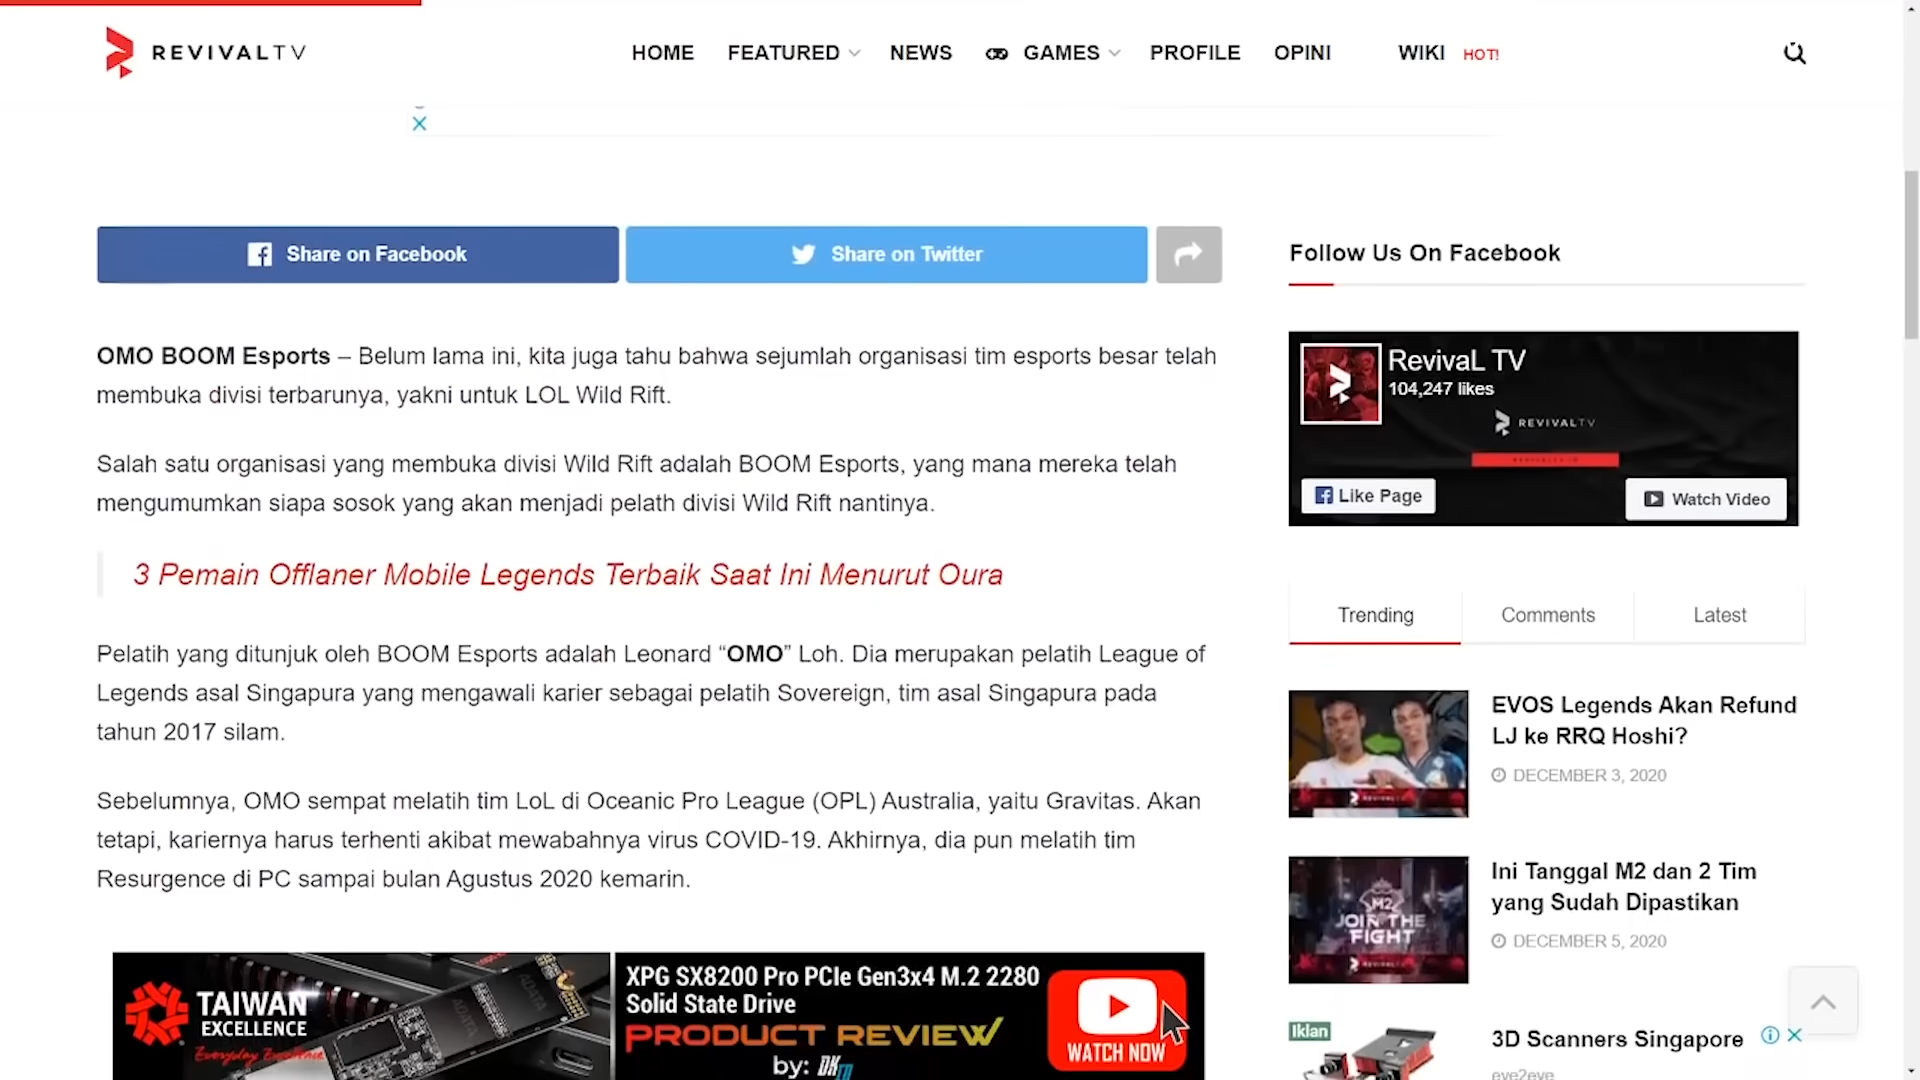 REVIVALTV
HOME FEATURED NEWS GAMES PROFILE OPINI WIKI HOT!
Share on Facebook
Share on Twitter
OMO BOOM Esports – Belum lama ini, kita juga tahu bahwa sejumlah organisasi tim esports besar telah
membuka divisi terbarunya, yakni untuk LOL Wild Rift.
Salah satu organisasi yang membuka divisi Wild Rift adalah BOOM Esports, yang mana mereka telah
mengumumkan siapa sosok yang akan menjadi pelath divisi Wild Rift nantinya.
3 Pemain Offlaner Mobile Legends Terbaik Saat Ini Menurut Oura
Pelatih yang ditunjuk oleh BOOM Esports adalah Leonard “OMO” Loh. Dia merupakan pelatih League of
Legends asal Singapura yang mengawali karier sebagai pelatih Sovereign, tim asal Singapura pada
tahun 2017 silam.
Sebelumnya, OMO sempat melatih tim LoL di Oceanic Pro League (OPL) Australia, yaitu Gravitas. Akan
tetapi, kariernya harus terhenti akibat mewabahnya virus COVID-19. Akhirnya, dia pun melatih tim
Resurgence di PC sampai bulan Agustus 2020 kemarin.
TAIWAN
EXCELLENCE
Everyday Excellence
ADATA
ADATA
XPG SX8200 Pro PCIe Gen3x4 M.2 2280
Solid State Drive
PRODUCT REVIEW
by: DK
WATCH NOW
Follow Us On Facebook
RevivaL TV
104,247 likes
REVIVALTV
Like Page
Watch Video
Trending Comments Latest
EVOS Legends Akan Refund
LJ ke RRQ Hoshi?
DECEMBER 3, 2020
M2
JOIN THE
FIGHT
REVIVALTV
Ini Tanggal M2 dan 2 Tim
yang Sudah Dipastikan
DECEMBER 5, 2020
Iklan
3D Scanners Singapore
eye2eye